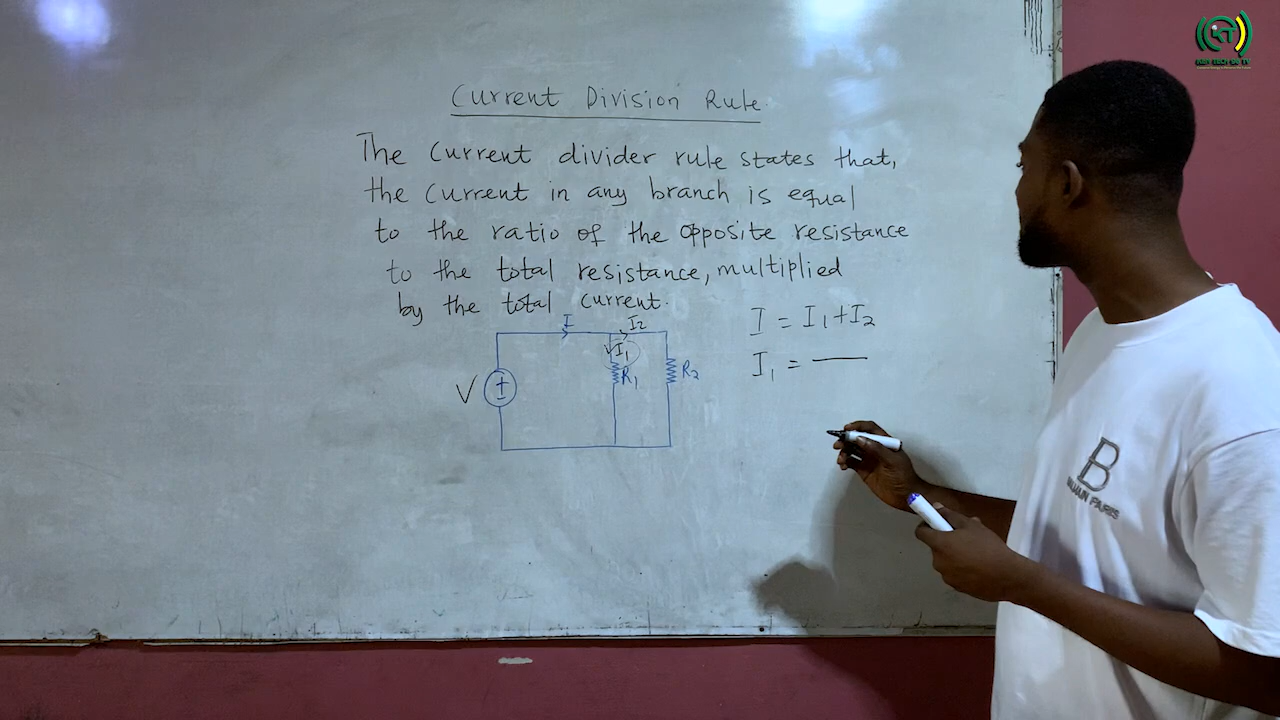 Current Division Rule.
The current divider rule states that,
the current in any branch is equal
to the ratio of the opposite resistance
to the total resistance, multiplied
by the total current.
I = I1+I2
I1 =
I
I2
I1
V
R1
R2
KT
B
PARIS